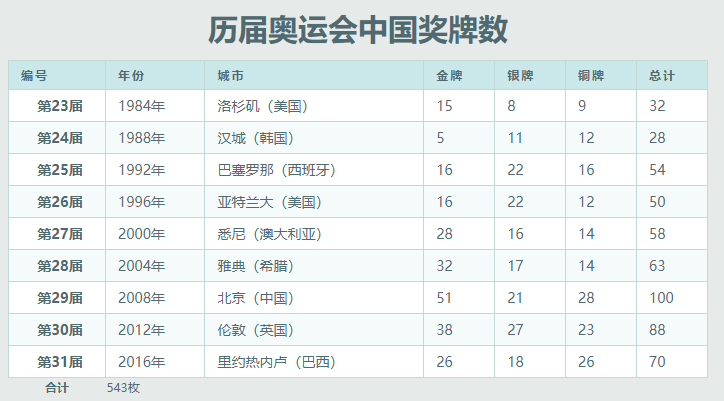 历届奥运会中国奖牌数
编号 年份 城市 金牌 银牌 铜牌 总计
第23届 1984年 洛杉矶（美国） 15 8 9 32
第24届 1988年 汉城（韩国） 5 11 12 28
第25届 1992年 巴塞罗那（西班牙） 16 22 16 54
第26届 1996年 亚特兰大（美国） 16 22 12 50
第27届 2000年 悉尼（澳大利亚） 28 16 14 58
第28届 2004年 雅典（希腊） 32 17 14 63
第29届 2008年 北京（中国） 51 21 28 100
第30届 2012年 伦敦（英国） 38 27 23 88
第31届 2016年 里约热内卢（巴西） 26 18 26 70
合计 543枚